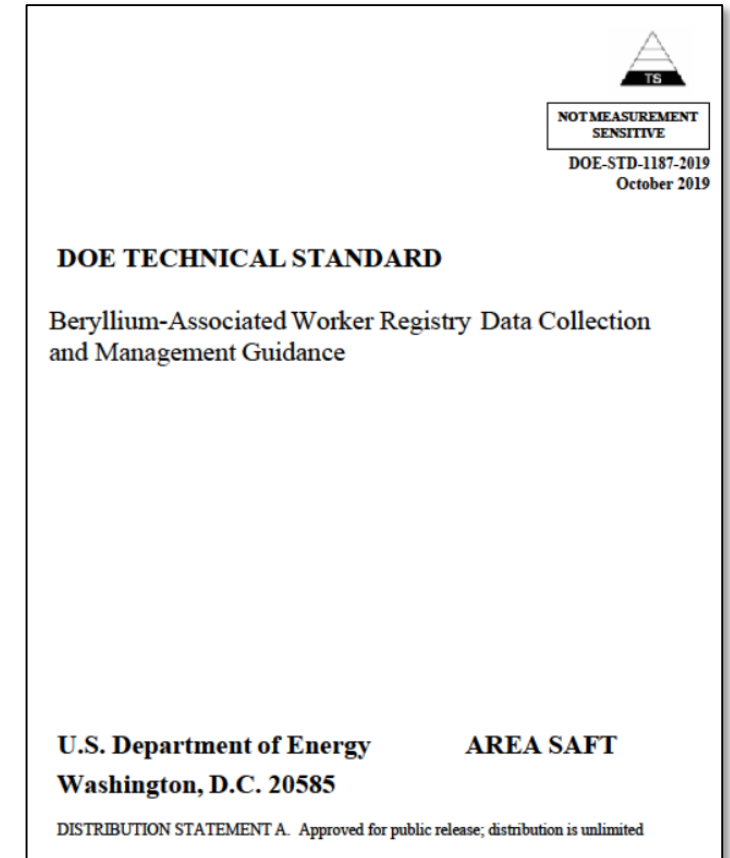 TS
NOT MEASUREMENT
SENSITIVE
DOE-STD-1187-2019
October 2019
DOE TECHNICAL STANDARD
Beryllium-Associated Worker Registry Data Collection
and Management Guidance
U.S. Department of Energy AREA SAFT
Washington, D.C. 20585
DISTRIBUTION STATEMENT A. Approved for public release; distribution is unlimited